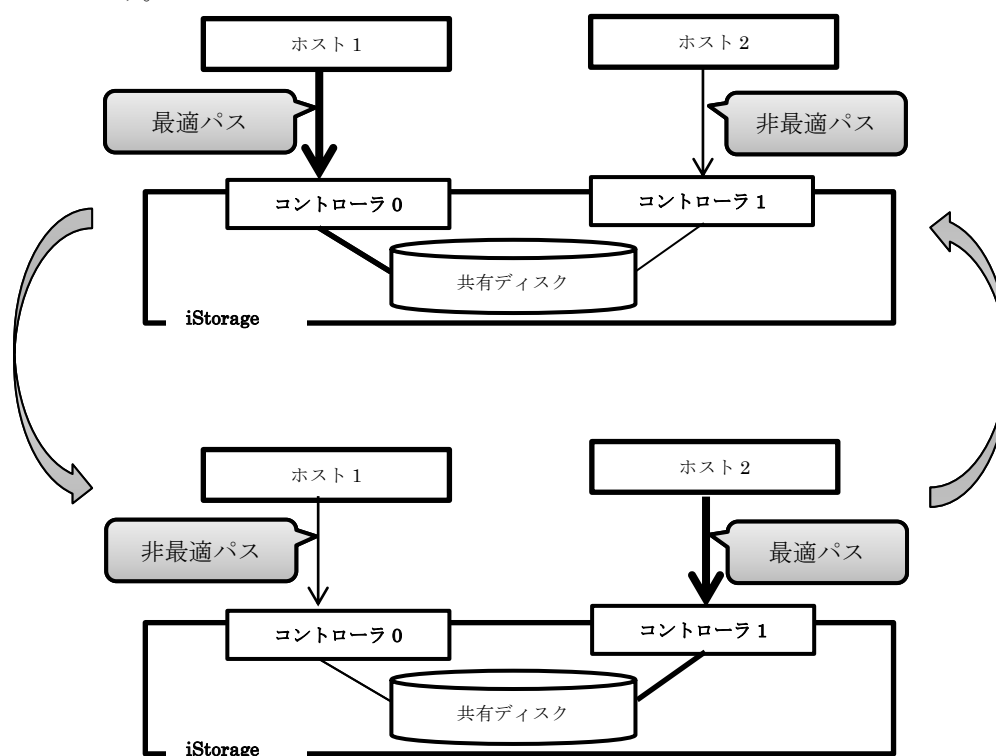 ホスト 1
ホスト 2
最適パス
非最適パス
コントローラ 0
コントローラ 1
共有ディスク
iStorage
ホスト 1
ホスト 2
非最適パス
最適パス
コントローラ 0
コントローラ 1
共有ディスク
iStorage